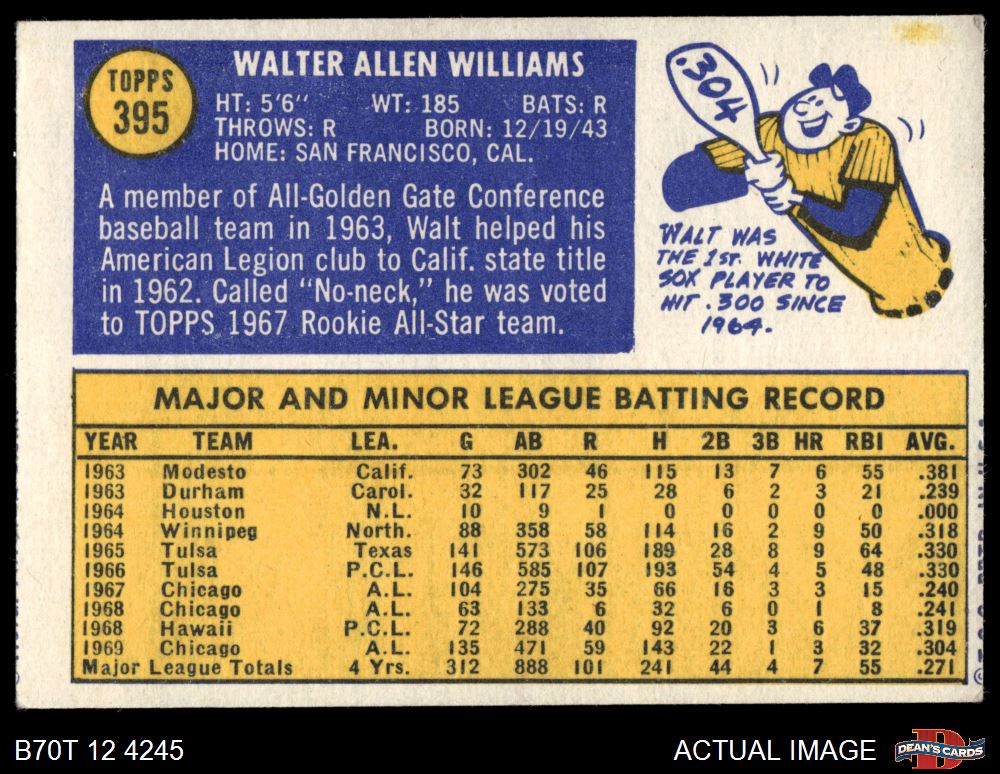 TOPPS
395
WALTER ALLEN WILLIAMS
HT: 5'6" WT: 185 BATS: R
THROWS: R BORN: 12/19/43
HOME: SAN FRANCISCO, CAL.
A member of All-Golden Gate Conference
baseball team in 1963, Walt helped his
American Legion club to Calif. state title
in 1962. Called "No-neck," he was voted
to TOPPS 1967 Rookie All-Star team.
.304
WALT WAS
THE 1ST. WHITE
SOX PLAYER TO
HIT .300 SINCE
1964.
MAJOR AND MINOR LEAGUE BATTING RECORD
YEAR TEAM LEA. G AB R H 2B 3B HR RBI AVG.
1963 Modesto Calif. 73 302 46 115 13 7 6 55 .381
1963 Durham Carol. 32 117 25 28 6 2 3 21 .239
1964 Houston N.L. 10 9 1 0 0 0 0 0 .000
1964 Winnipeg North. 88 358 58 114 16 2 9 50 .318
1965 Tulsa Texas 141 573 106 189 28 8 9 64 .330
1966 Tulsa P.C.L. 146 585 107 193 54 4 5 48 .330
1967 Chicago A.L. 104 275 35 66 16 3 3 15 .240
1968 Chicago A.L. 63 133 6 32 6 0 1 8 .241
1968 Hawaii P.C.L. 72 288 40 92 20 3 6 37 .319
1969 Chicago A.L. 135 471 59 143 22 1 3 32 .304
Major League Totals 4 Yrs. 312 888 101 241 44 4 7 55 .271
B70T 12 4245
ACTUAL IMAGE
DEAN'S CARDS